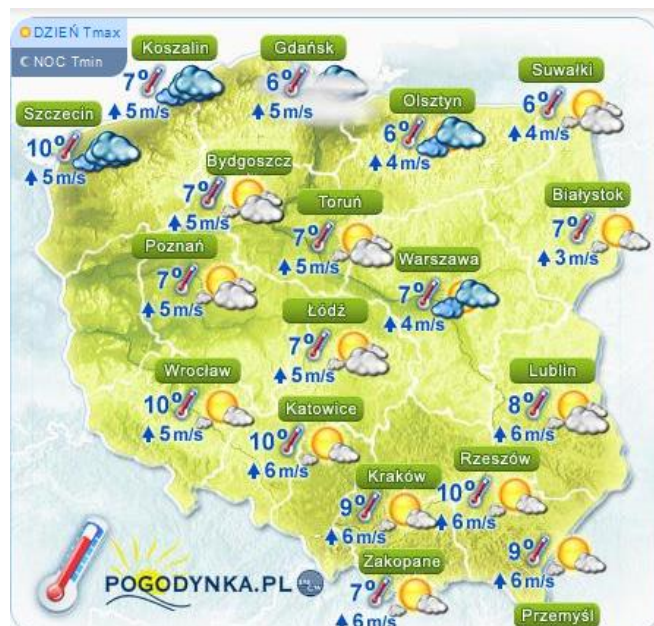 DZIEŃ Tmax
NOC Tmin
Koszalin
7°
5 m/s
Gdańsk
6°
5 m/s
Suwałki
6°
4 m/s
Szczecin
10°
5 m/s
Olsztyn
6°
4 m/s
Bydgoszcz
7°
5 m/s
Toruń
7°
5 m/s
Białystok
7°
3 m/s
Poznań
7°
5 m/s
Warszawa
7°
4 m/s
Łódź
7°
5 m/s
Wrocław
10°
5 m/s
Katowice
10°
6 m/s
Lublin
8°
6 m/s
Kraków
9°
6 m/s
Rzeszów
10°
6 m/s
Zakopane
7°
6 m/s
9°
6 m/s
Przemyśl
POGODYNKA.PL